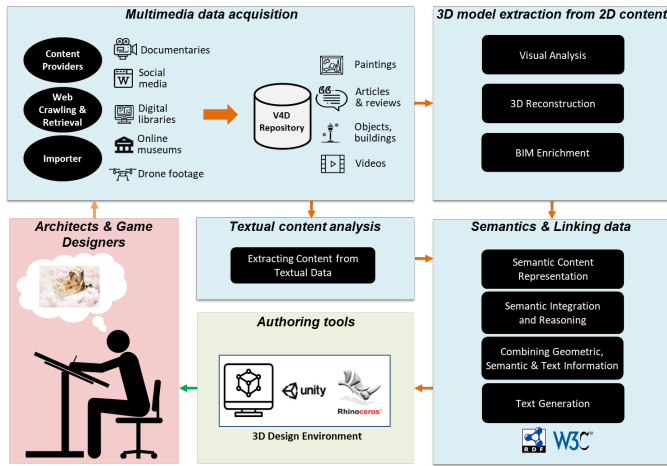 Multimedia data acquisition
Content
Providers
Web
Crawling &
Retrieval
Importer
Documentaries
W
Social
media
Digital
libraries
Online
museums
Drone footage
V4D
Repository
Paintings
Articles
& reviews
Objects,
buildings
Videos
3D model extraction from 2D content
Visual Analysis
3D Reconstruction
BIM Enrichment
Textual content analysis
Extracting Content from
Textual Data
Semantics & Linking data
Semantic Content
Representation
Semantic Integration
and Reasoning
Combining Geometric,
Semantic & Text Information
Text Generation
RDF
W3C
Architects & Game
Designers
Authoring tools
unity
Rhinoceros
3D Design Environment